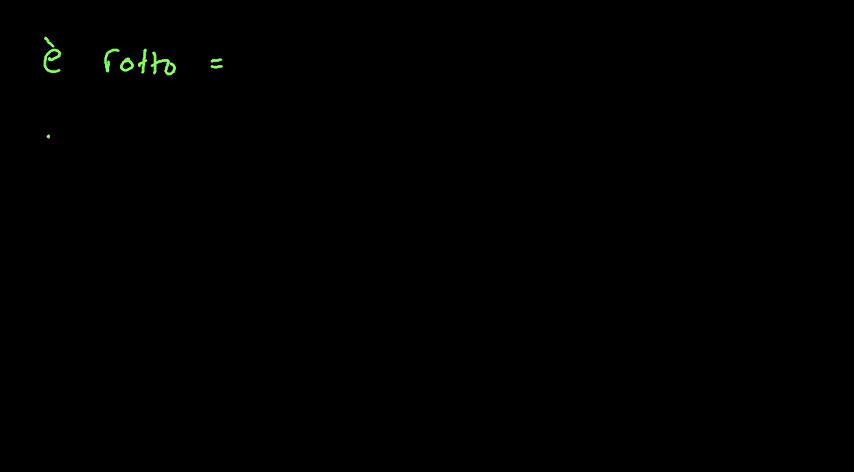 è rotto =
.